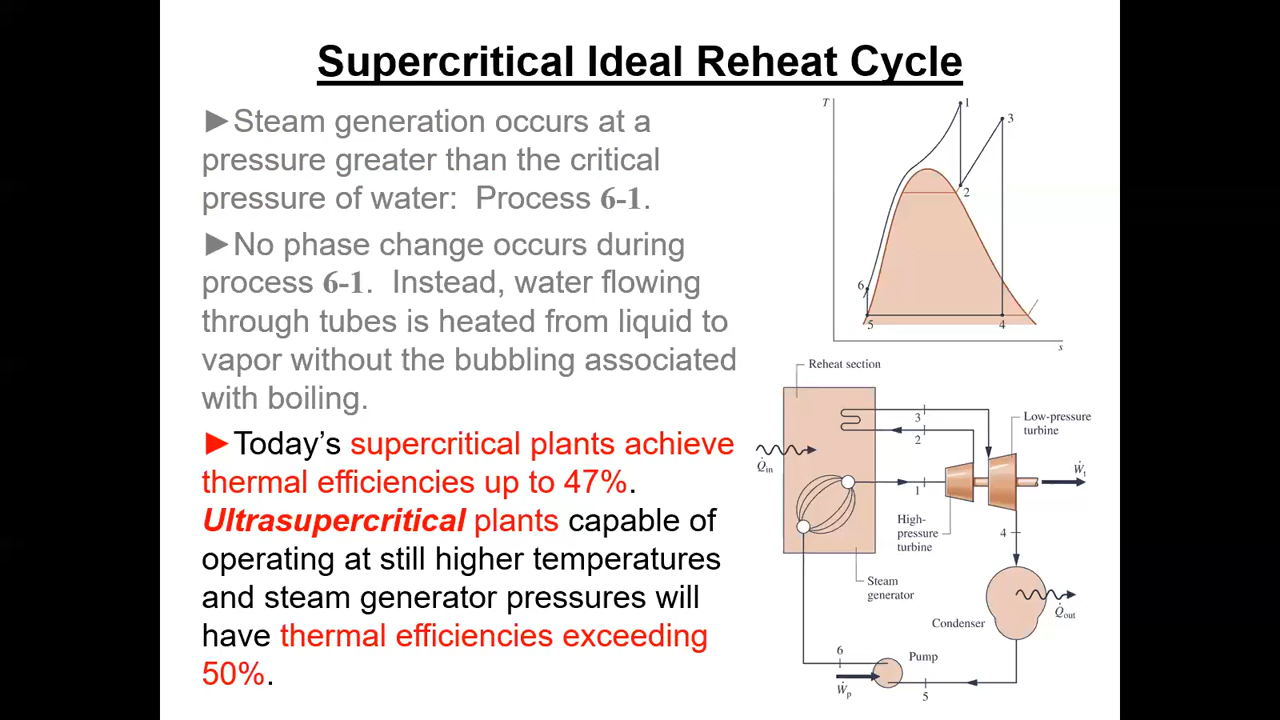 Supercritical Ideal Reheat Cycle
►Steam generation occurs at a
pressure greater than the critical
pressure of water:  Process 6-1.
►No phase change occurs during
process 6-1.  Instead, water flowing
through tubes is heated from liquid to
vapor without the bubbling associated
with boiling.
►Today’s supercritical plants achieve
thermal efficiencies up to 47%.
Ultrasupercritical plants capable of
operating at still higher temperatures
and steam generator pressures will
have thermal efficiencies exceeding
50%.
T
1
3
2
6
5
4
s
Reheat section
3
2
Low-pressure
turbine
Q̇in
Ẇt
1
High-
pressure
turbine
4
Steam
generator
Condenser
Q̇out
6
Pump
Ẇp
5